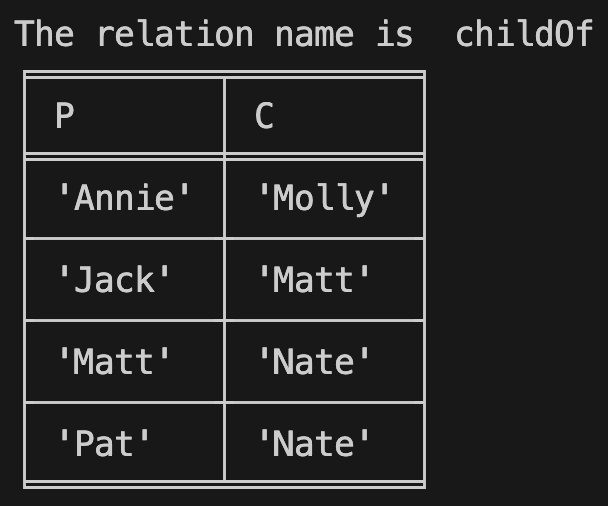 The relation name is  childOf
P C
'Annie' 'Molly'
'Jack' 'Matt'
'Matt' 'Nate'
'Pat' 'Nate'